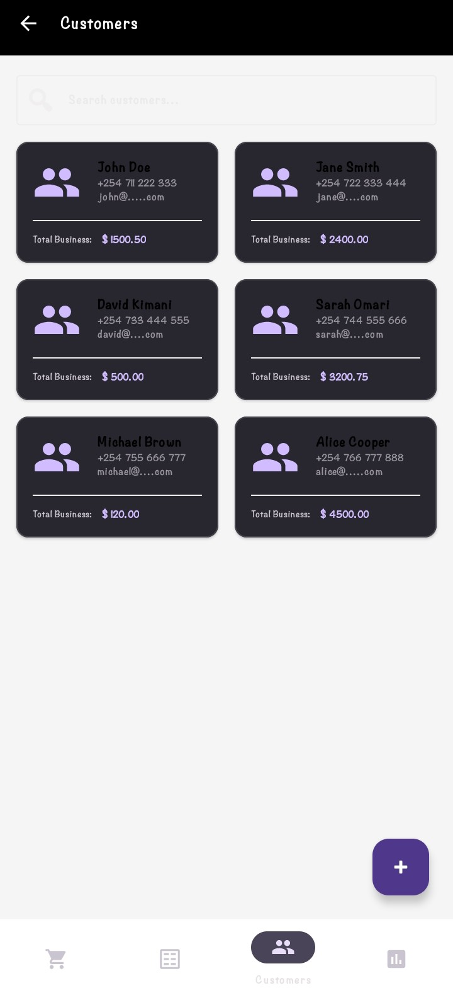 Customers
Search customers...
John Doe
+254 711 222 333
john@.....com
Total Business: $ 1500.50
Jane Smith
+254 722 333 444
jane@....com
Total Business: $ 2400.00
David Kimani
+254 733 444 555
david@....com
Total Business: $ 500.00
Sarah Omari
+254 744 555 666
sarah@....com
Total Business: $ 3200.75
Michael Brown
+254 755 666 777
michael@....com
Total Business: $ 120.00
Alice Cooper
+254 766 777 888
alice@.....com
Total Business: $ 4500.00
Customers